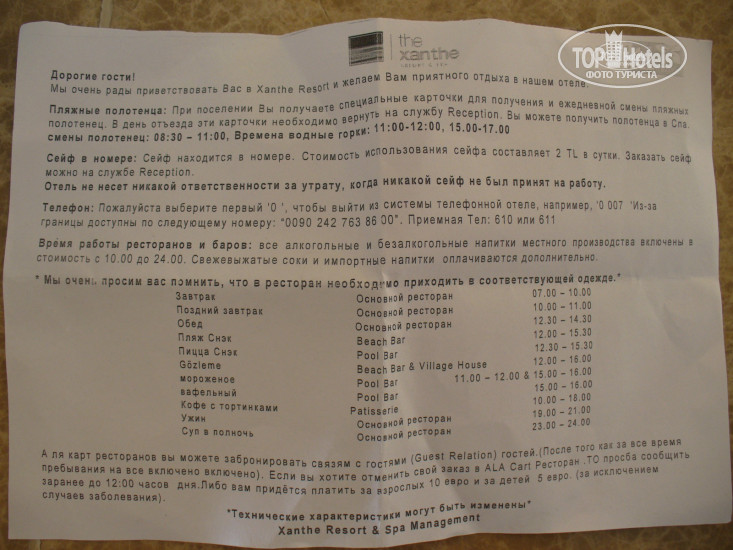 the
xanthe
RESORT & SPA
TOPHotels
ФОТО ТУРИСТА
Дорогие гости!
Мы очень рады приветствовать Вас в Xanthe Resort и желаем Вам приятного отдыха в нашем отеле.
Пляжные полотенца: При поселении Вы получаете специальные карточки для получения и ежедневной смены пляжных
полотенец. В день отъезда эти карточки необходимо вернуть на службу Reception. Вы можете получить полотенца в Спа.
смены полотенец: 08:30 – 11:00, Времена водные горки: 11:00-12:00, 15.00-17.00
Сейф в номере: Сейф находится в номере. Стоимость использования сейфа составляет 2 TL в сутки. Заказать сейф
можно на службе Reception.
Отель не несет никакой ответственности за утрату, когда никакой сейф не был принят на работу.
Телефон: Пожалуйста выберите первый '0 ', чтобы выйти из системы телефонной отеле, например, '0 007 'Из-за
границы доступны по следующему номеру: "0090 242 763 86 00". Приемная Тел: 610 или 611
Время работы ресторанов и баров: все алкогольные и безалкогольные напитки местного производства включены в
стоимость с 10.00 до 24.00. Свежевыжатые соки и импортные напитки оплачиваются дополнительно.
* Мы очень просим вас помнить, что в ресторан необходимо приходить в соответствующей одежде.*
Завтрак Основной ресторан 07.00 – 10.00
Поздний завтрак Основной ресторан 10.00 – 11.00
Обед Основной ресторан 12.30 – 14.30
Пляж Снэк Beach Bar 12.00 – 15.30
Пицца Снэк Pool Bar 12.30 – 15.30
Gözleme Beach Bar & Village House 12.00 – 16.00
мороженое Pool Bar 11.00 – 12.00 & 15.00 – 16.00
вафельный Pool Bar 15.00 – 16.00
Кофе с тортинками Patisserie 10.00 – 18.00
Ужин Основной ресторан 19.00 – 21.00
Суп в полночь Основной ресторан 23.00 – 24.00
А ля карт ресторанов вы можете забронировать связям с гостями (Guest Relation) гостей.(После того как за все время
пребывания на все включено включено). Если вы хотите отменить свой заказ в ALA Cart Ресторан .ТО просьба сообщить
заранее до 12:00 часов дня.Либо вам придётся платить за взрослых 10 евро и за детей 5 евро. (за исключением
случаев заболевания).
*Технические характеристики могут быть изменены*
Xanthe Resort & Spa Management